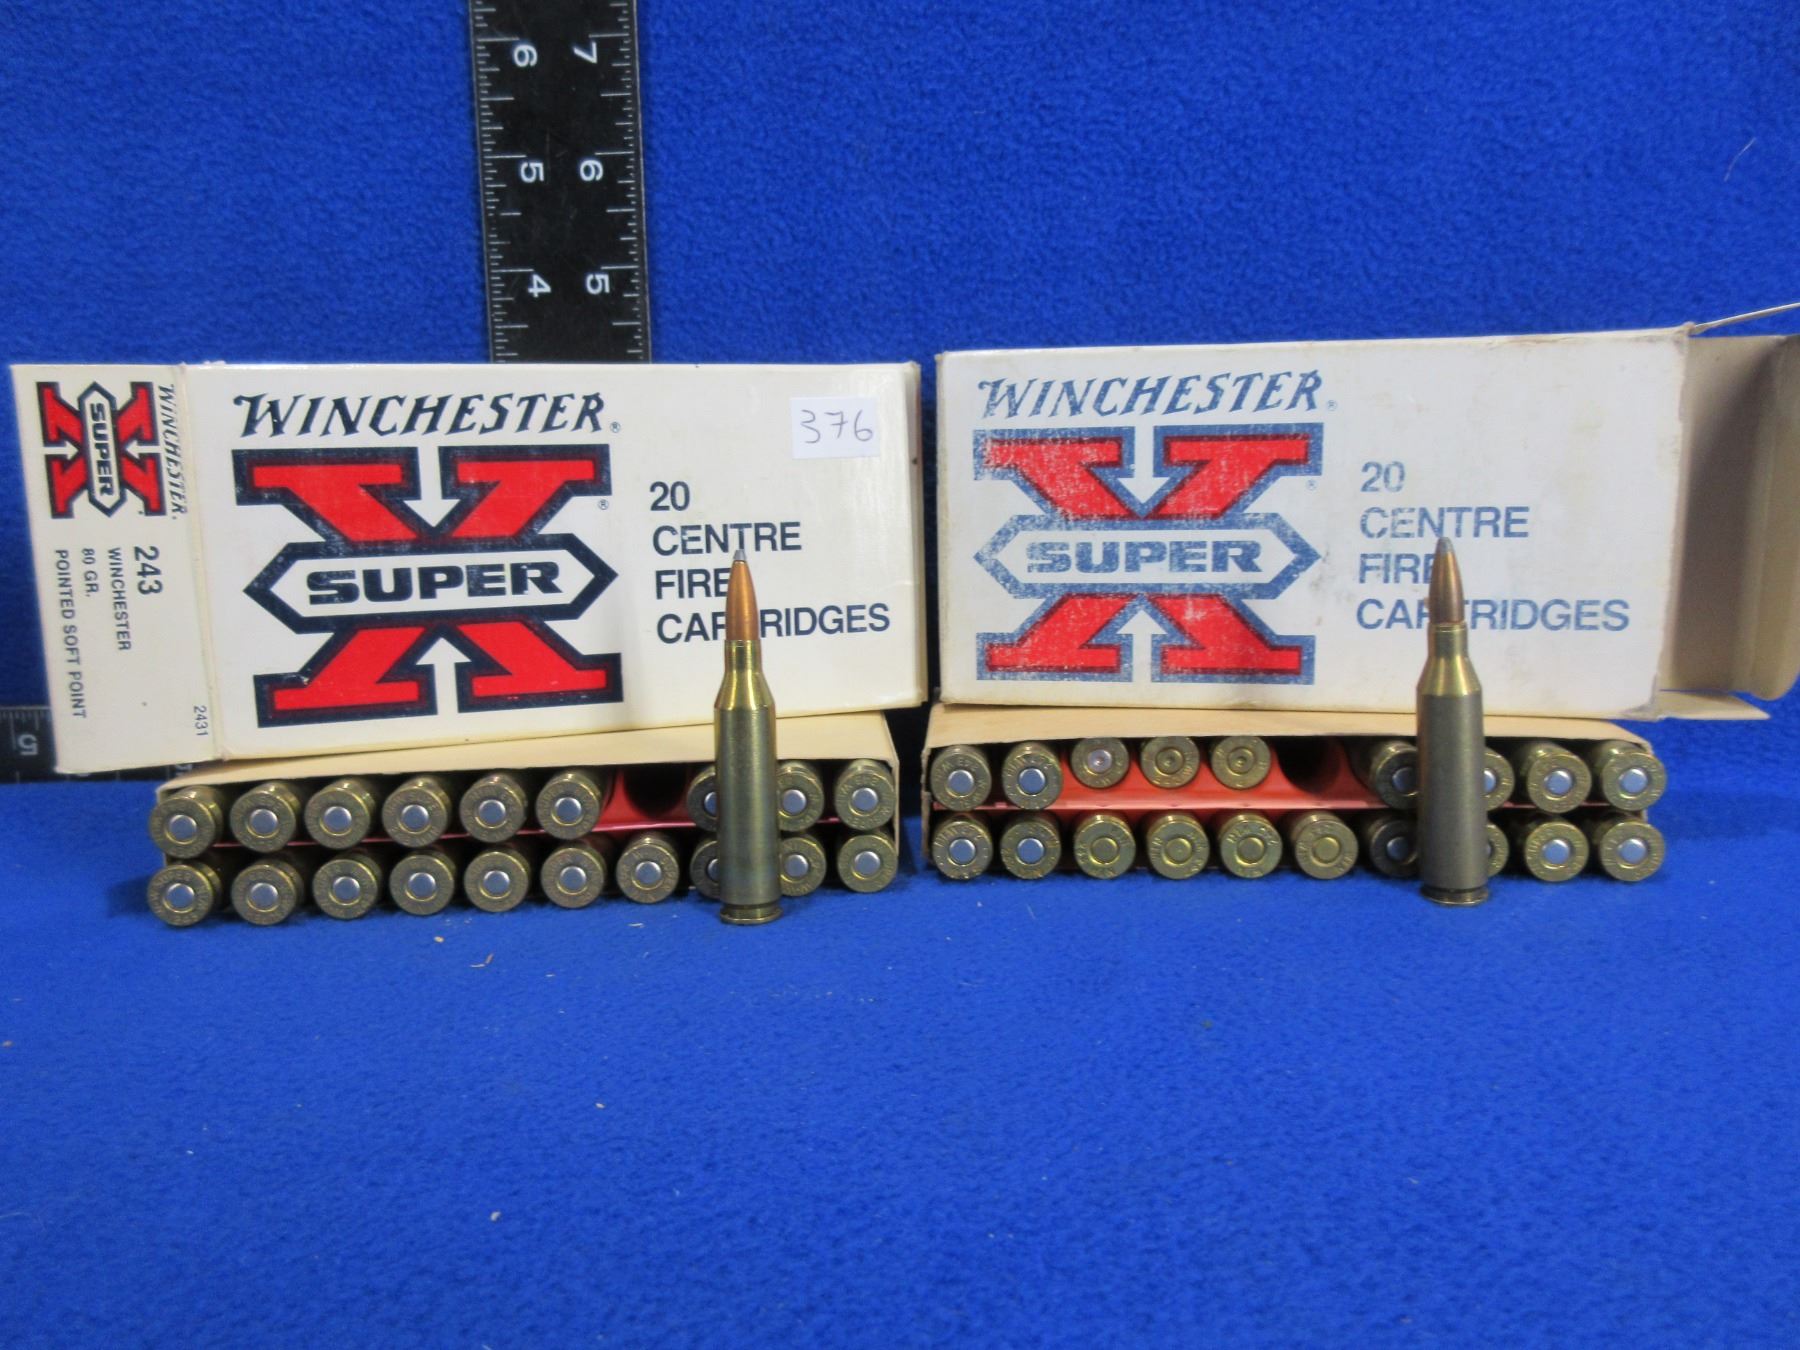 6 7
5 6
4 5
WINCHESTER®
SUPER
243
WINCHESTER
80 GR.
POINTED SOFT POINT
2431
WINCHESTER®
SUPER
®
376
20
CENTRE
FIRE
CARTRIDGES
WINCHESTER®
SUPER
®
20
CENTRE
FIRE
CARTRIDGES
5